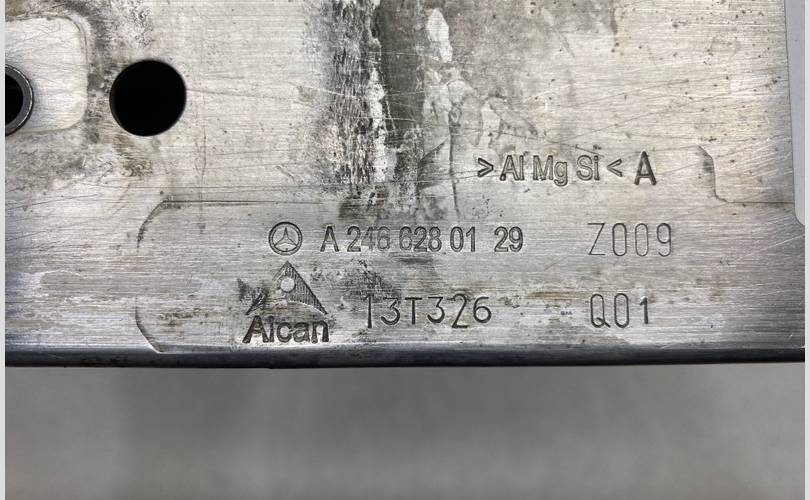 >Al Mg Si< A
A 246 628 01 29 Z009
Alcan 13T326 Q01